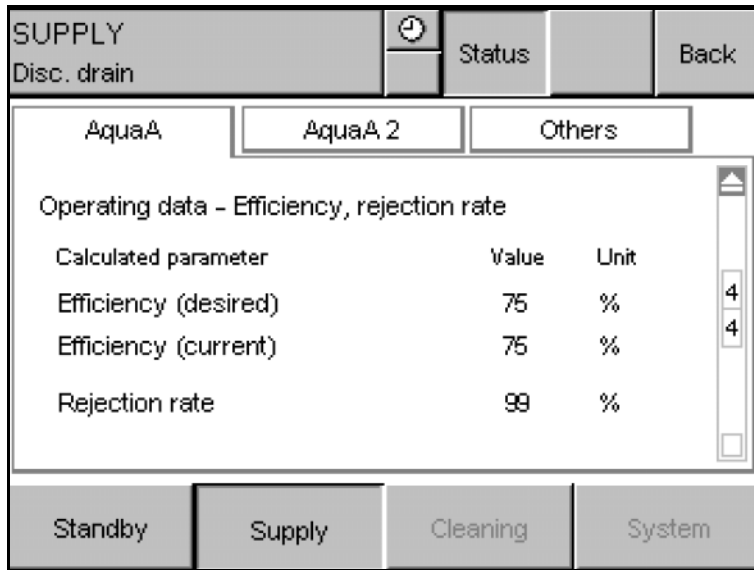 SUPPLY
Disc. drain
Status
Back
AquaA
AquaA 2
Others
Operating data - Efficiency, rejection rate
Calculated parameter Value Unit
Efficiency (desired) 75 %
Efficiency (current) 75 %
Rejection rate 99 %
4
4
Standby
Supply
Cleaning
System